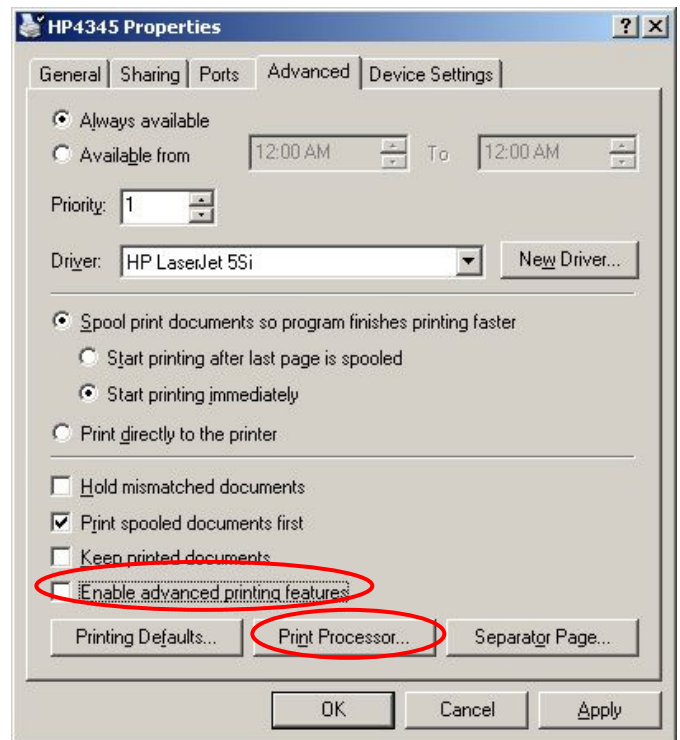 HP4345 Properties
General Sharing Ports Advanced Device Settings
Always available
Available from 12:00 AM To 12:00 AM
Priority: 1
Driver: HP LaserJet 5Si New Driver...
Spool print documents so program finishes printing faster
Start printing after last page is spooled
Start printing immediately
Print directly to the printer
Hold mismatched documents
Print spooled documents first
Keep printed documents
Enable advanced printing features
Printing Defaults... Print Processor... Separator Page...
OK Cancel Apply